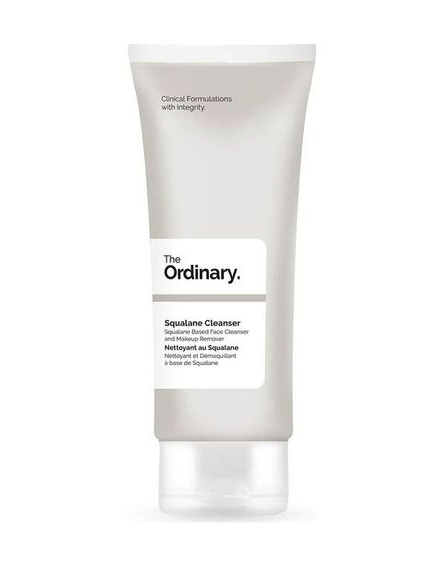 Clinical Formulations
with Integrity.
The
Ordinary.
Squalane Cleanser
Squalane Based Face Cleanser
and Makeup Remover
Nettoyant au Squalane
Nettoyant et Démaquillant
à base de Squalane